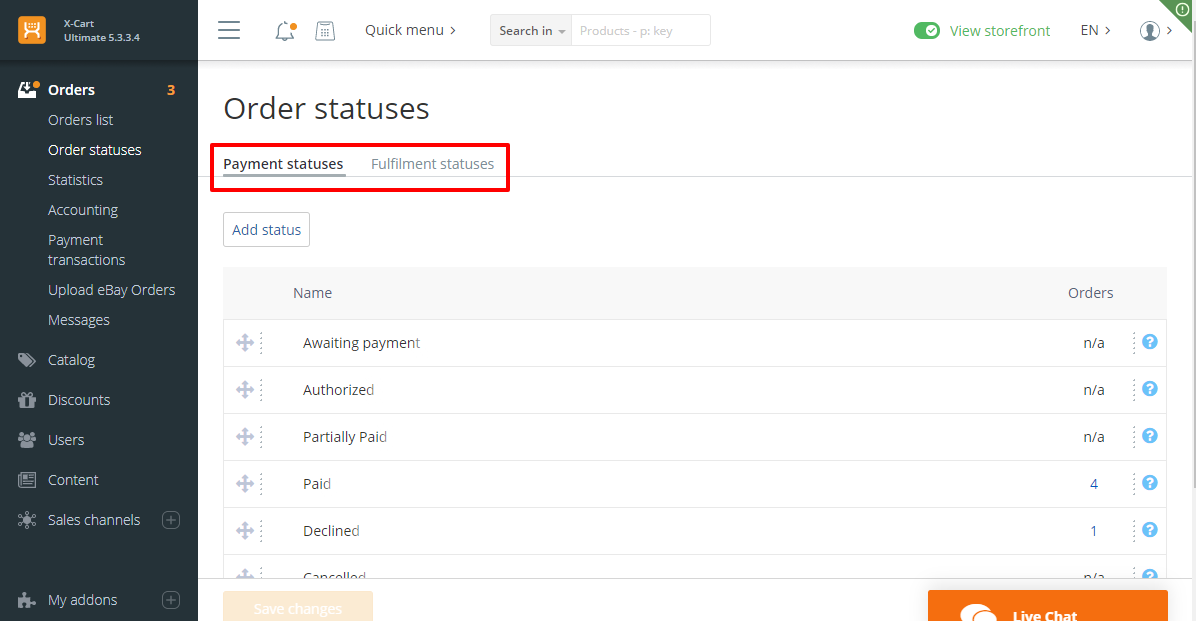 X-Cart
Ultimate 5.3.3.4
Quick menu
Search in
Products - p: key
View storefront
EN
Orders 3
Orders list
Order statuses
Statistics
Accounting
Payment
transactions
Upload eBay Orders
Messages
Catalog
Discounts
Users
Content
Sales channels
My addons
Order statuses
Payment statuses Fulfilment statuses
Add status
Name Orders
Awaiting payment n/a ?
Authorized n/a ?
Partially Paid n/a ?
Paid 4 ?
Declined 1 ?
Cancelled n/a ?
Save changes
Live Chat